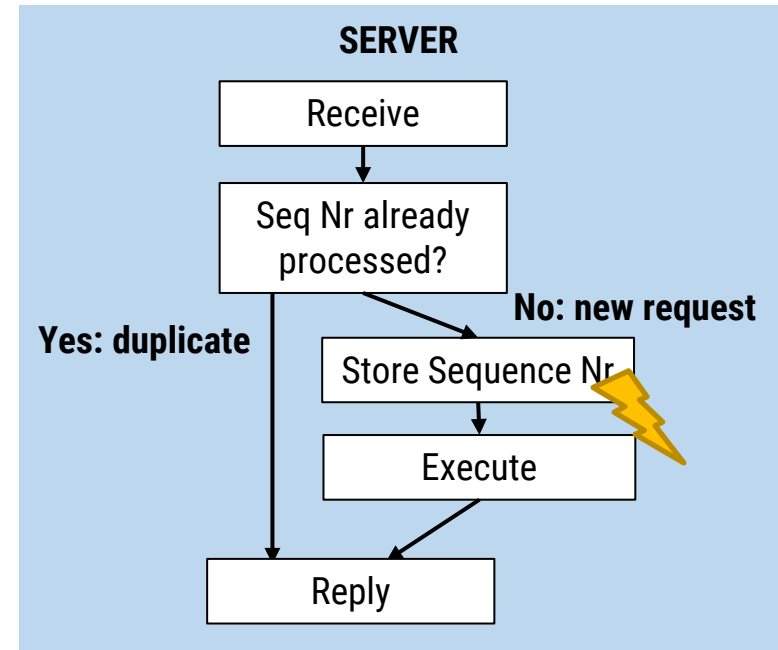 SERVER
Receive
Seq Nr already
processed?
No: new request
Yes: duplicate
Store Sequence Nr
Execute
Reply